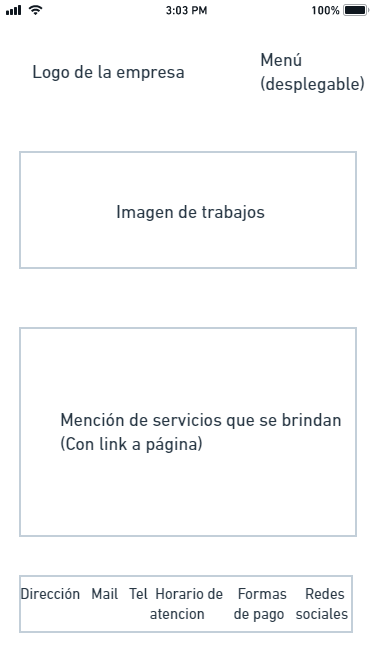 3:03 PM
100%
Logo de la empresa
Menú
(desplegable)
Imagen de trabajos
Mención de servicios que se brindan
(Con link a página)
Dirección Mail Tel Horario de Formas Redes
atencion de pago sociales